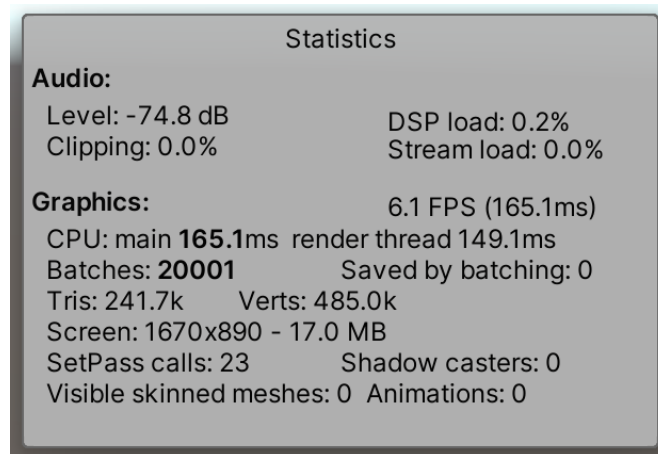 Statistics
Audio:
Level: -74.8 dB DSP load: 0.2%
Clipping: 0.0% Stream load: 0.0%
Graphics: 6.1 FPS (165.1ms)
CPU: main 165.1ms render thread 149.1ms
Batches: 20001 Saved by batching: 0
Tris: 241.7k Verts: 485.0k
Screen: 1670x890 - 17.0 MB
SetPass calls: 23 Shadow casters: 0
Visible skinned meshes: 0 Animations: 0